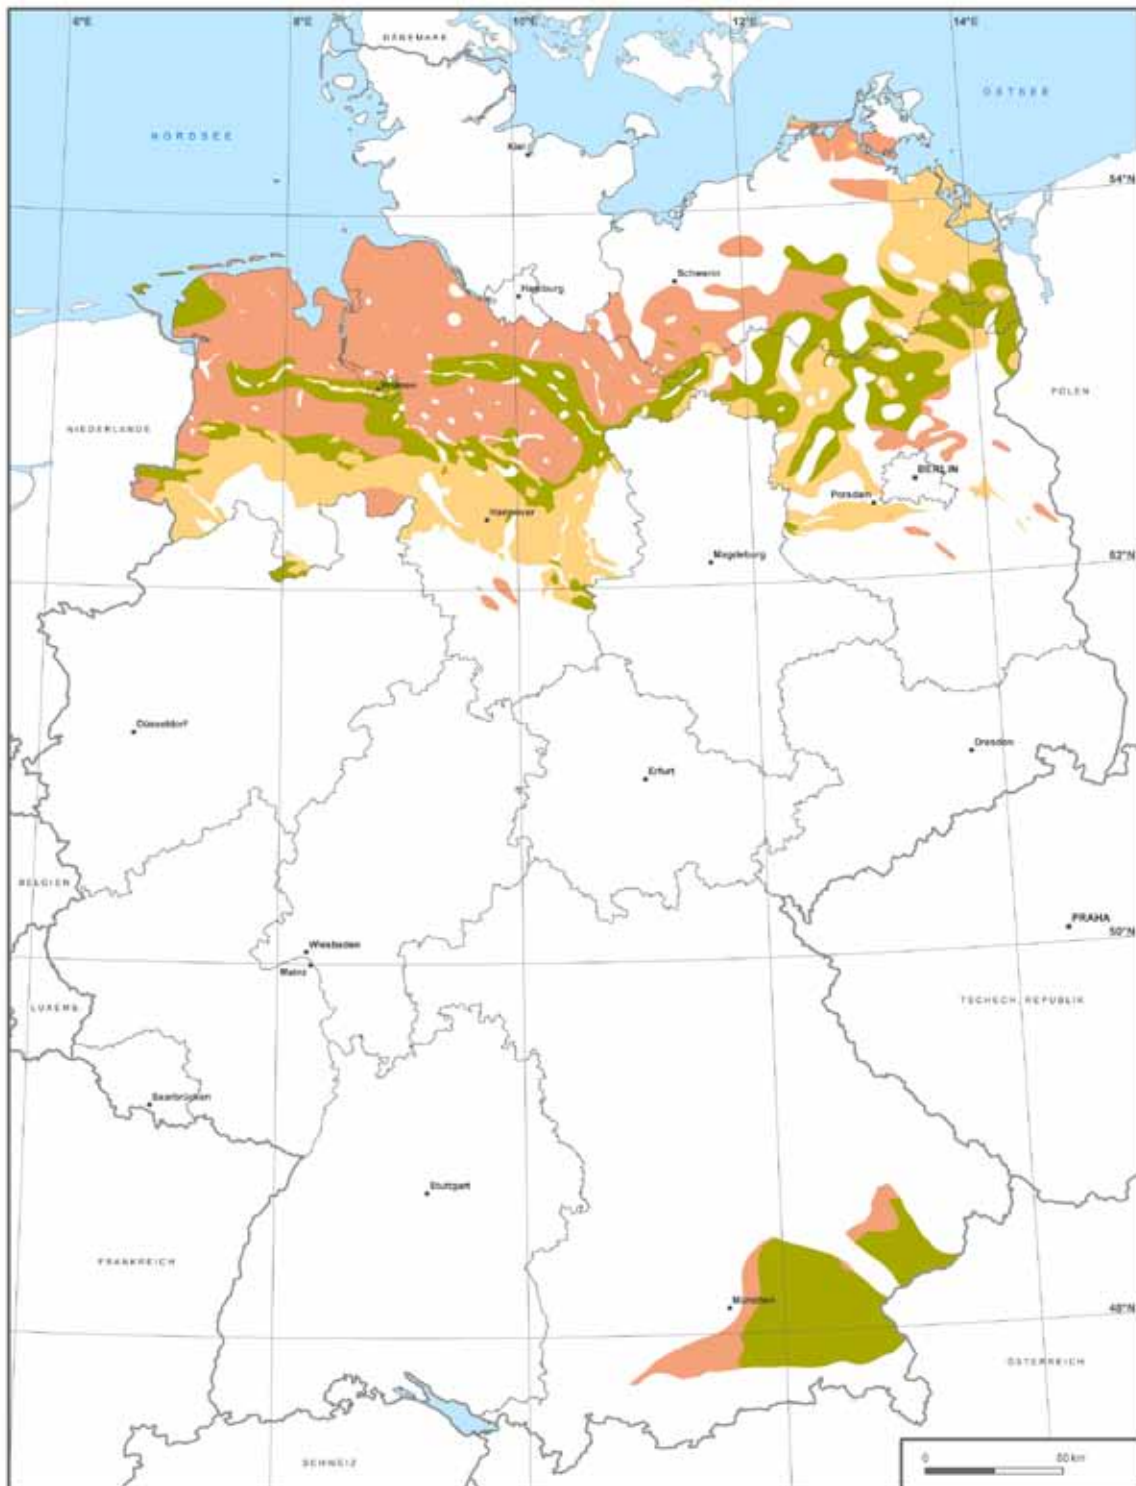 6°E
8°E
10°E
12°E
14°E
DÄNEMARK
OSTSEE
NORDSEE
Kiel
54°N
Schwerin
Hamburg
Bremen
POLEN
NIEDERLANDE
BERLIN
Potsdam
Hannover
Magdeburg
52°N
Düsseldorf
Dresden
Erfurt
BELGIEN
PRAHA
50°N
Wiesbaden
Mainz
LUXEMB.
TSCHECH. REPUBLIK
Saarbrücken
Stuttgart
FRANKREICH
München
48°N
ÖSTERREICH
SCHWEIZ
0 80 km